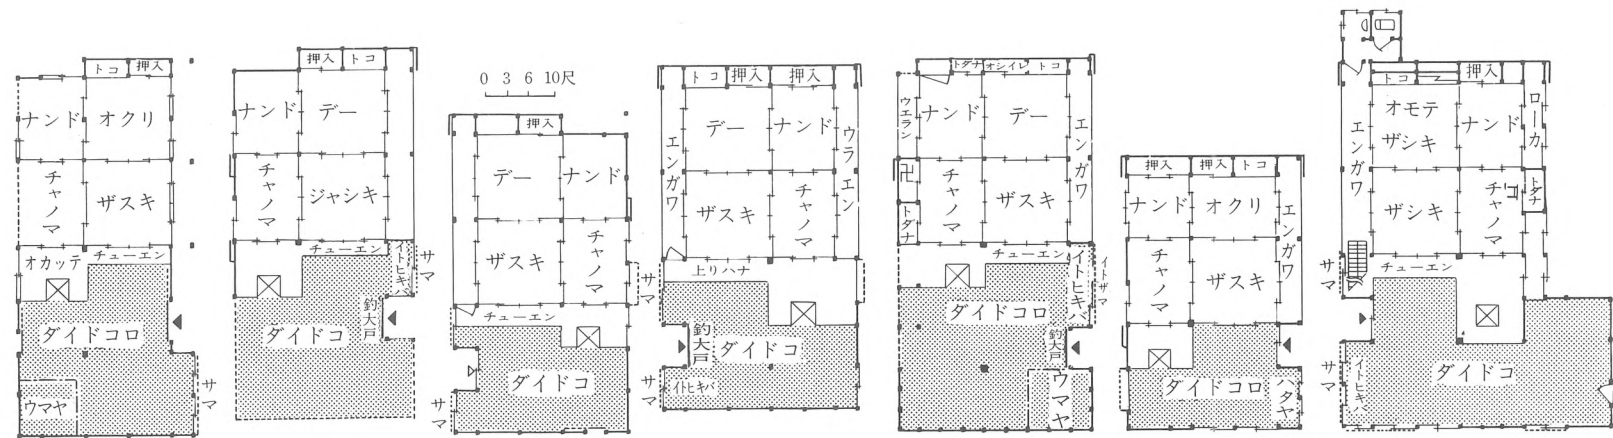 トコ
押入
ナンド
オクリ
チャノマ
ザスキ
オカッテ
チューエン
ダイドコロ
ウマヤ
サマ
押入
トコ
ナンド
デー
チャノマ
ジャシキ
チューエン
イトヒキバ
サマ
釣大戸
ダイドコ
0 3 6 10尺
押入
デー
ナンド
ザスキ
チャノマ
サマ
チューエン
ダイドコ
サマ
トコ
押入
押入
エンガワ
デー
ナンド
ウラエン
ザスキ
チャノマ
上リハナ
サマ
釣大戸
ダイドコ
イトヒキバ
サマ
トダナ
オシイレ
トコ
ウエラン
ナンド
デー
エンガワ
卍
チャノマ
ザスキ
トダナ
チューエン
イトヒキバ
イトザマ
ダイドコロ
釣大戸
ウマヤ
押入
押入
トコ
ナンド
オクリ
エンガワ
チャノマ
ザスキ
ダイドコロ
ハタヤ
トコ
押入
ローカ
オモテ
ザシキ
ナンド
エンガワ
トダナ
ザシキ
チャノマ
サマ
チューエン
サマ
イトヒキバ
ダイドコ